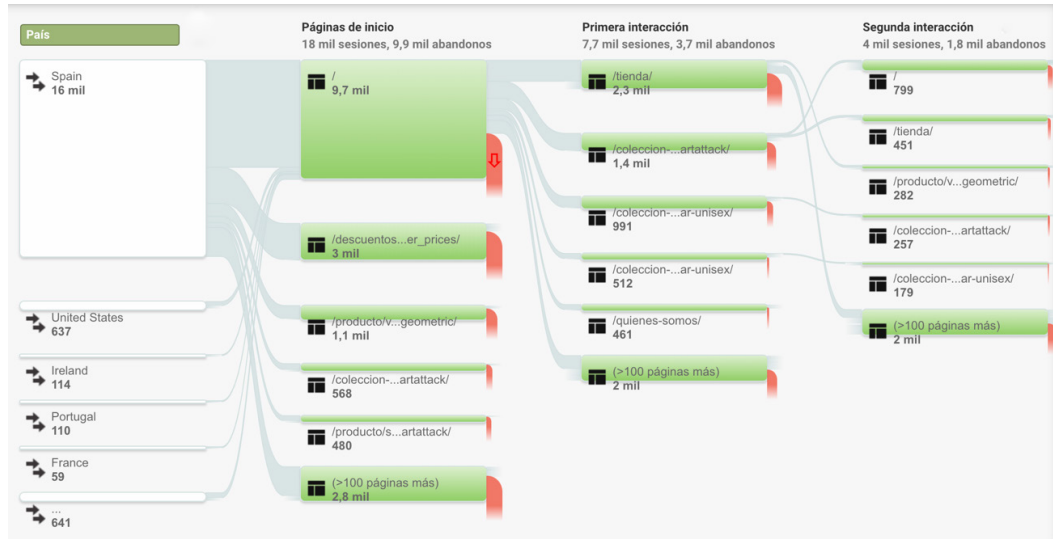 País
Spain
16 mil
United States
637
Ireland
114
Portugal
110
France
59
...
641
Páginas de inicio
18 mil sesiones, 9,9 mil abandonos
/
9,7 mil
/descuentos...er_prices/
3 mil
/producto/v...geometric/
1,1 mil
/coleccion-...artattack/
568
/producto/s...artattack/
480
(>100 páginas más)
2,8 mil
Primera interacción
7,7 mil sesiones, 3,7 mil abandonos
/tienda/
2,3 mil
/coleccion-...artattack/
1,4 mil
/coleccion-...ar-unisex/
991
/coleccion-...ar-unisex/
512
/quienes-somos/
461
(>100 páginas más)
2 mil
Segunda interacción
4 mil sesiones, 1,8 mil abandonos
/
799
/tienda/
451
/producto/v...geometric/
282
/coleccion-...artattack/
257
/coleccion-...ar-unisex/
179
(>100 páginas más)
2 mil